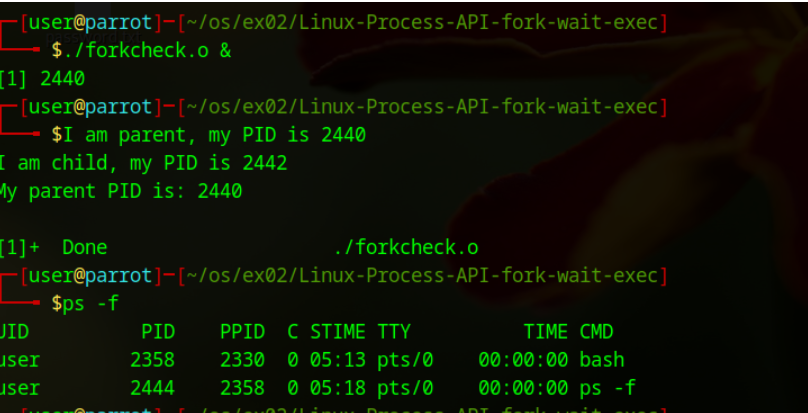 [user@parrot]-[~/os/ex02/Linux-Process-API-fork-wait-exec]
$./forkcheck.o &
[1] 2440
[user@parrot]-[~/os/ex02/Linux-Process-API-fork-wait-exec]
$I am parent, my PID is 2440
I am child, my PID is 2442
My parent PID is: 2440
[1]+  Done                    ./forkcheck.o
[user@parrot]-[~/os/ex02/Linux-Process-API-fork-wait-exec]
$ps -f
UID          PID    PPID  C STIME TTY          TIME CMD
user        2358    2330  0 05:13 pts/0    00:00:00 bash
user        2444    2358  0 05:18 pts/0    00:00:00 ps -f
[user@parrot]-[~/os/ex02/Linux-Process-API-fork-wait-exec]